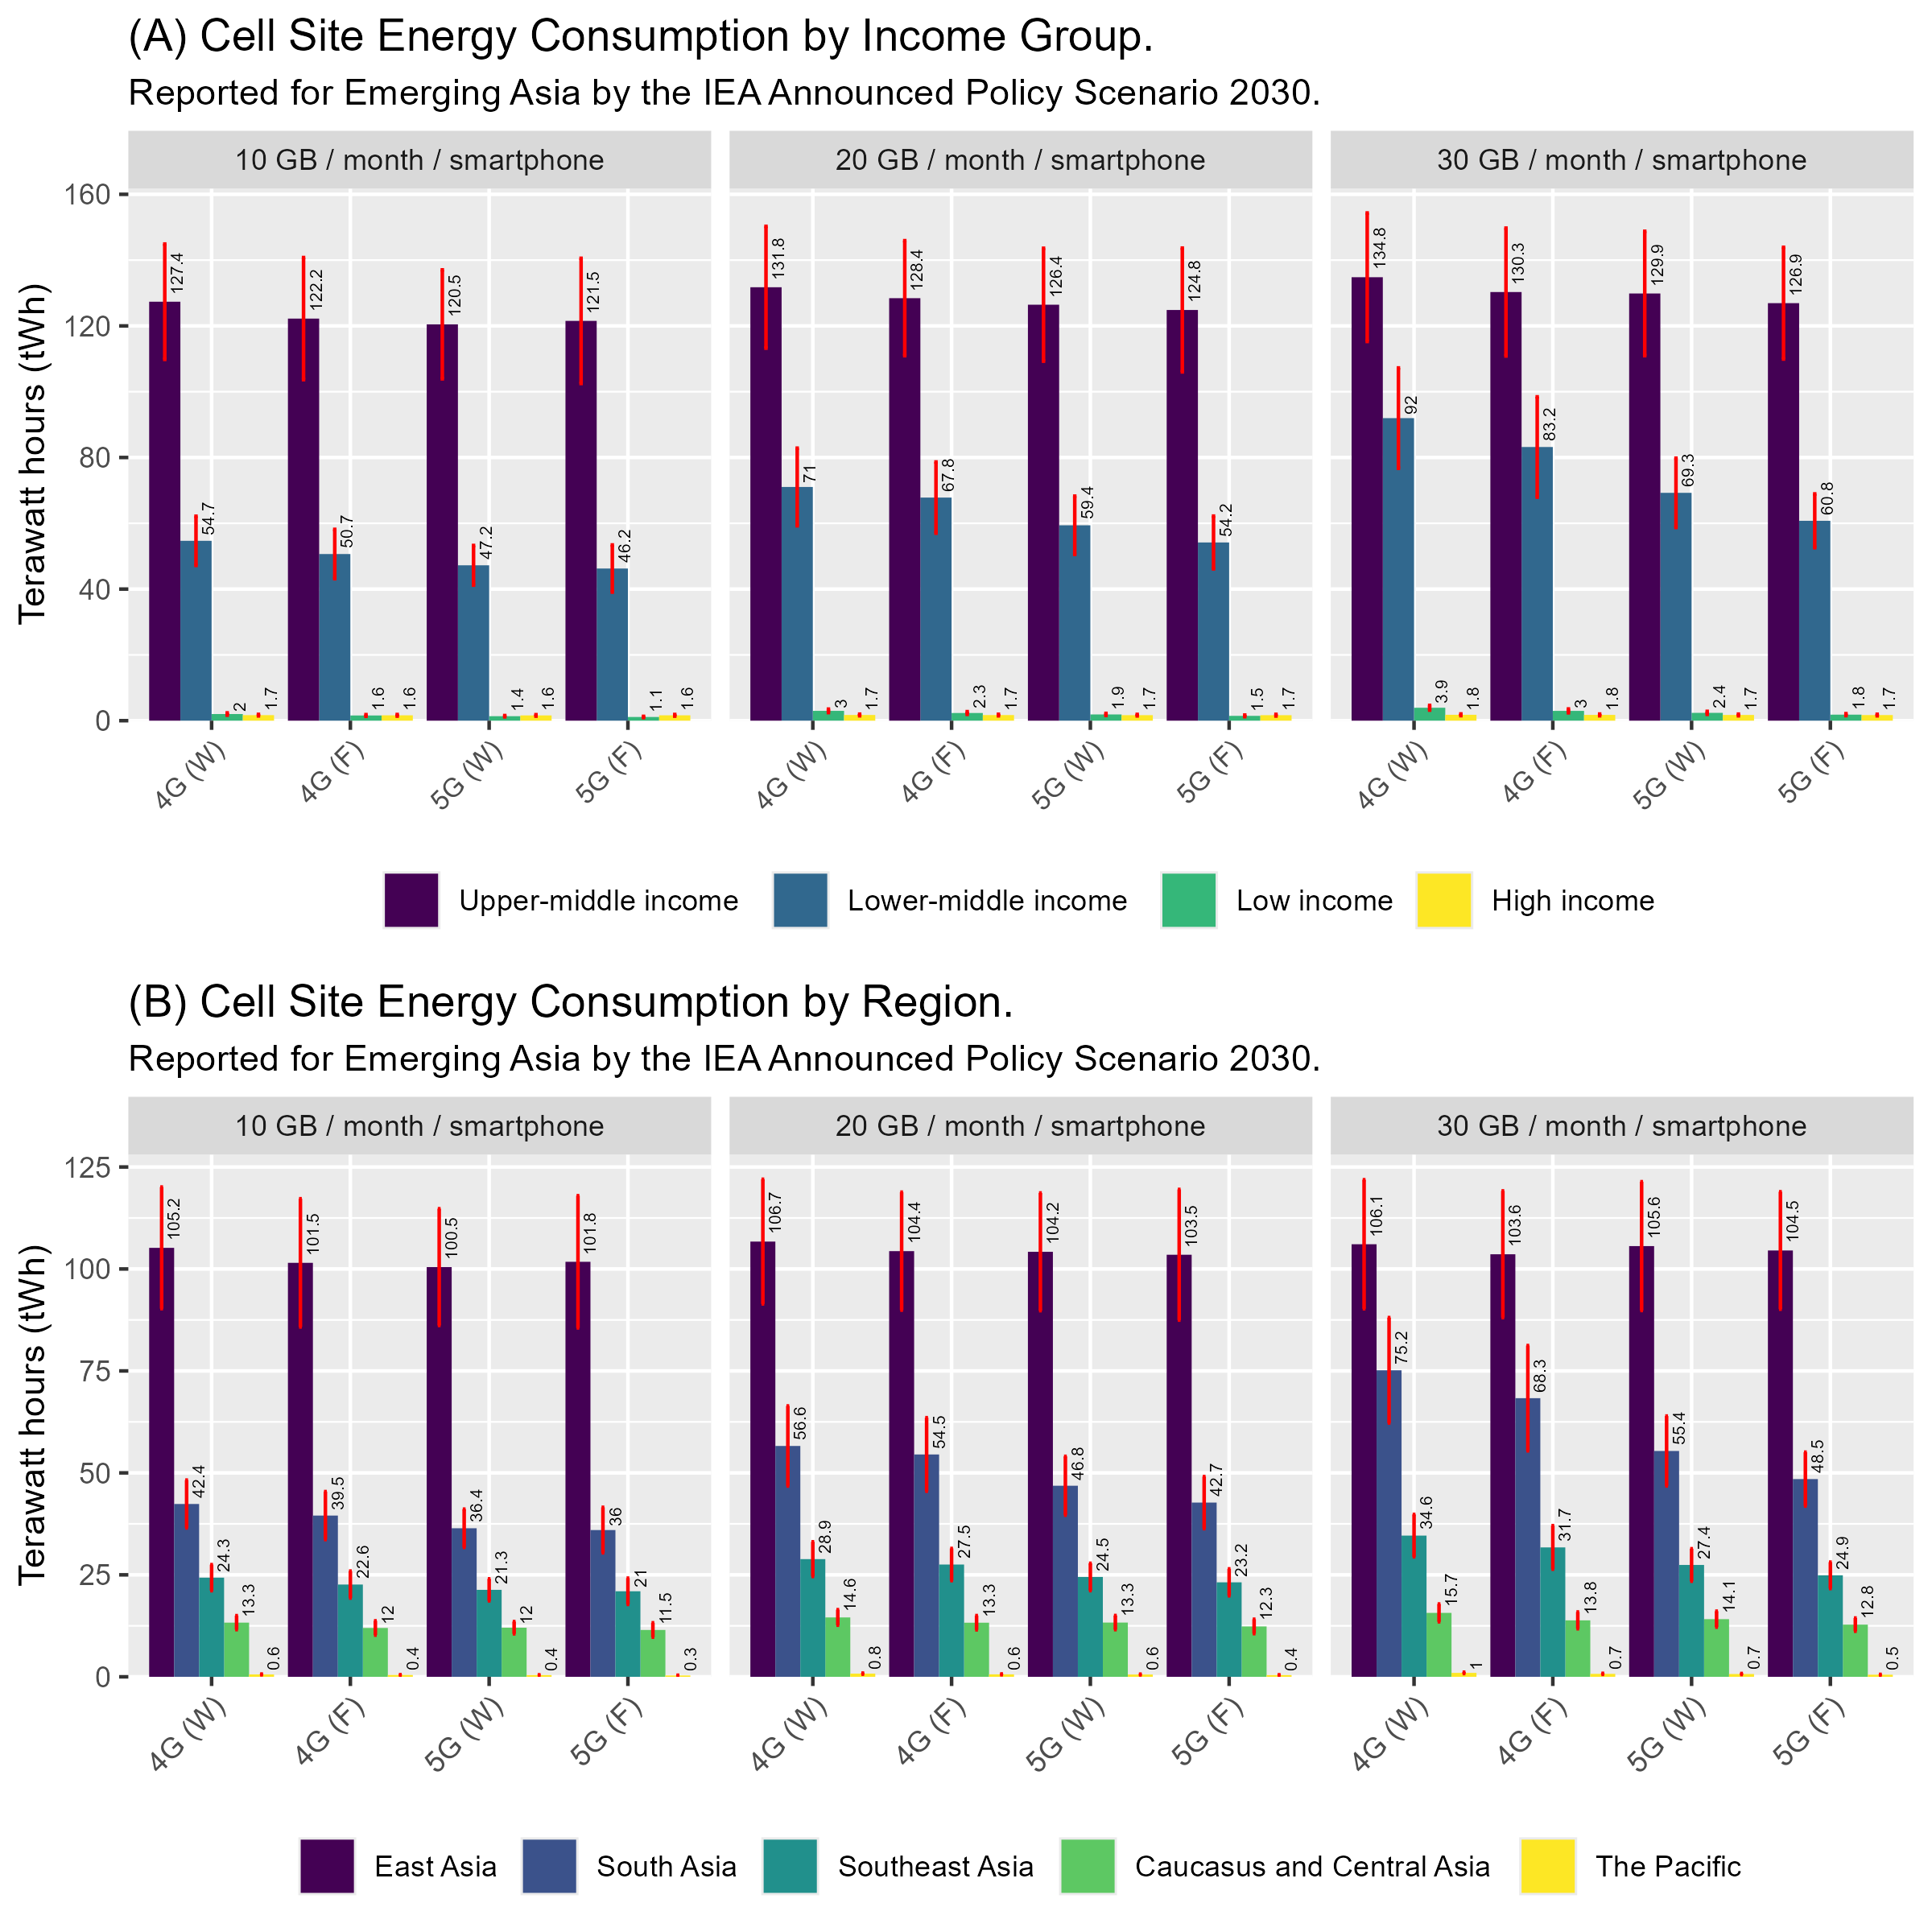 (A) Cell Site Energy Consumption by Income Group.
Reported for Emerging Asia by the IEA Announced Policy Scenario 2030.
10 GB / month / smartphone
20 GB / month / smartphone
30 GB / month / smartphone
Terawatt hours (tWh)
160
120
80
40
0
127.4
54.7
2
1.7
122.2
50.7
1.6
1.6
120.5
47.2
1.4
1.6
121.5
46.2
1.1
1.6
131.8
71
3
1.7
128.4
67.8
2.3
1.7
126.4
59.4
1.9
1.7
124.8
54.2
1.5
1.7
134.8
92
3.9
1.8
130.3
83.2
3
1.8
129.9
69.3
2.4
1.7
126.9
60.8
1.8
1.7
4G (W)
4G (F)
5G (W)
5G (F)
4G (W)
4G (F)
5G (W)
5G (F)
4G (W)
4G (F)
5G (W)
5G (F)
Upper-middle income
Lower-middle income
Low income
High income
(B) Cell Site Energy Consumption by Region.
Reported for Emerging Asia by the IEA Announced Policy Scenario 2030.
10 GB / month / smartphone
20 GB / month / smartphone
30 GB / month / smartphone
Terawatt hours (tWh)
125
100
75
50
25
0
105.2
42.4
24.3
13.3
0.6
101.5
39.5
22.6
12
0.4
100.5
36.4
21.3
12
0.4
101.8
36
21
11.5
0.3
106.7
56.6
28.9
14.6
0.8
104.4
54.5
27.5
13.3
0.6
104.2
46.8
24.5
13.3
0.6
103.5
42.7
23.2
12.3
0.4
106.1
75.2
34.6
15.7
1
103.6
68.3
31.7
13.8
0.7
105.6
55.4
27.4
14.1
0.7
104.5
48.5
24.9
12.8
0.5
4G (W)
4G (F)
5G (W)
5G (F)
4G (W)
4G (F)
5G (W)
5G (F)
4G (W)
4G (F)
5G (W)
5G (F)
East Asia
South Asia
Southeast Asia
Caucasus and Central Asia
The Pacific